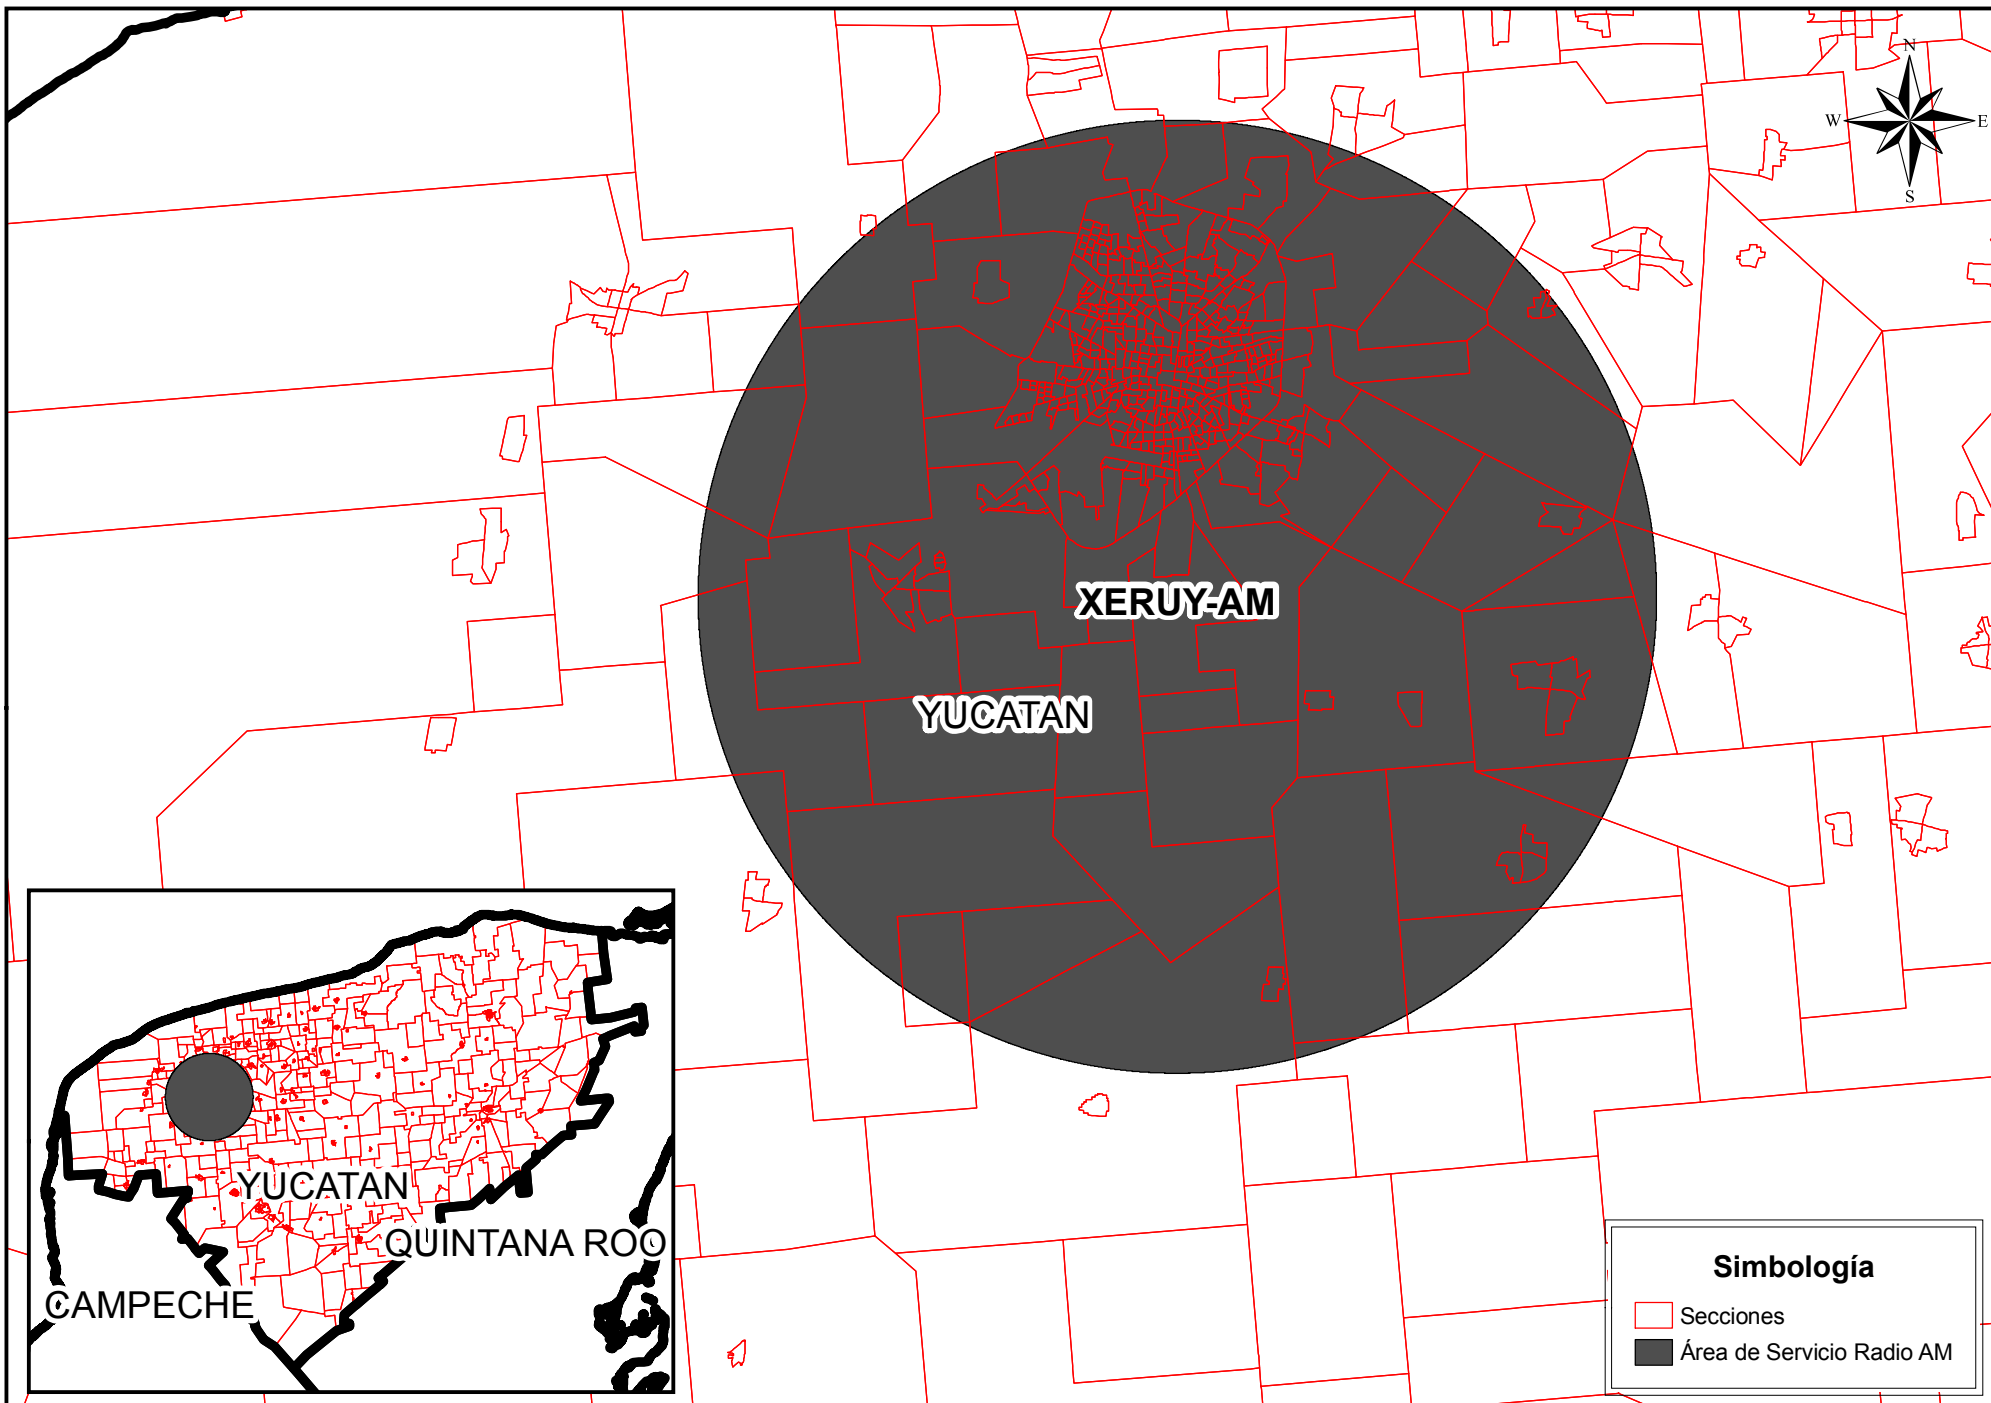 N
W E
S
XERUY-AM
YUCATAN
YUCATAN
QUINTANA ROO
CAMPECHE
Simbología
Secciones
Área de Servicio Radio AM